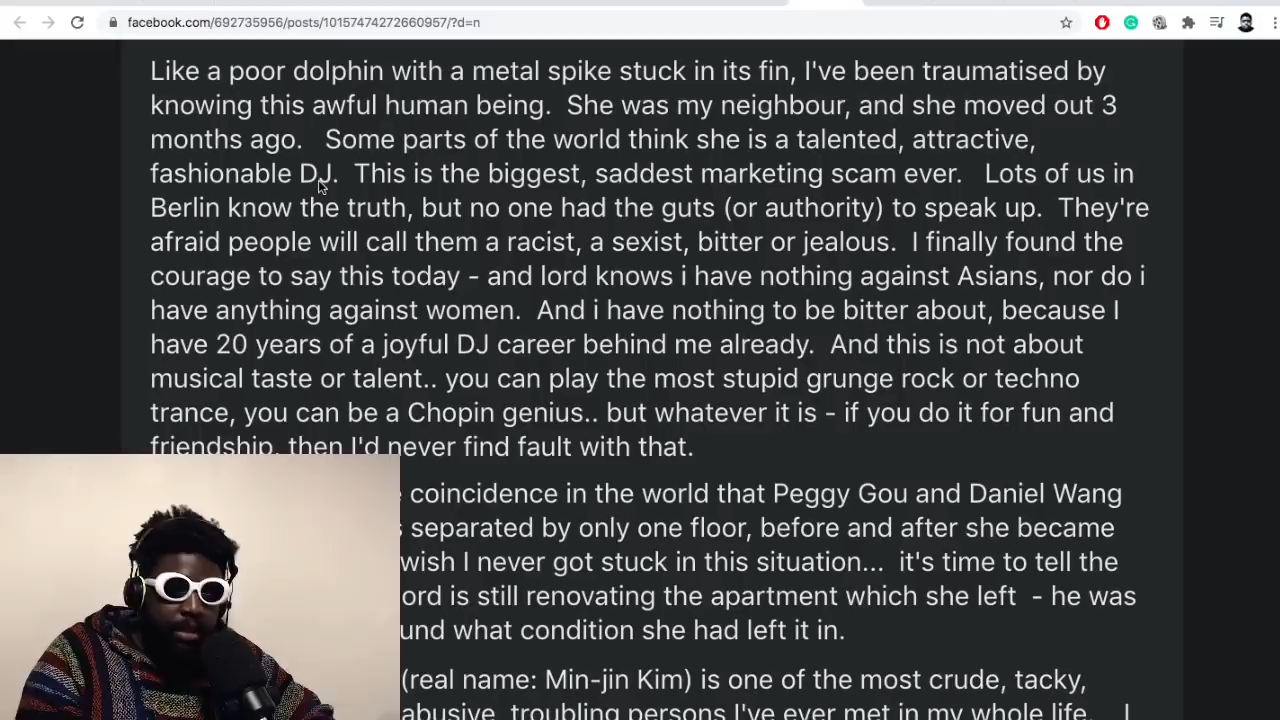 facebook.com/692735956/posts/10157474272660957/?d=n
Like a poor dolphin with a metal spike stuck in its fin, I've been traumatised by
knowing this awful human being.  She was my neighbour, and she moved out 3
months ago.   Some parts of the world think she is a talented, attractive,
fashionable DJ.  This is the biggest, saddest marketing scam ever.   Lots of us in
Berlin know the truth, but no one had the guts (or authority) to speak up.  They're
afraid people will call them a racist, a sexist, bitter or jealous.  I finally found the
courage to say this today - and lord knows i have nothing against Asians, nor do i
have anything against women.  And i have nothing to be bitter about, because I
have 20 years of a joyful DJ career behind me already.  And this is not about
musical taste or talent.. you can play the most stupid grunge rock or techno
trance, you can be a Chopin genius.. but whatever it is - if you do it for fun and
friendship, then I'd never find fault with that.
coincidence in the world that Peggy Gou and Daniel Wang
separated by only one floor, before and after she became
wish I never got stuck in this situation...  it's time to tell the
ord is still renovating the apartment which she left  - he was
und what condition she had left it in.
(real name: Min-jin Kim) is one of the most crude, tacky,
abusive, troubling persons I've ever met in my whole life.    I